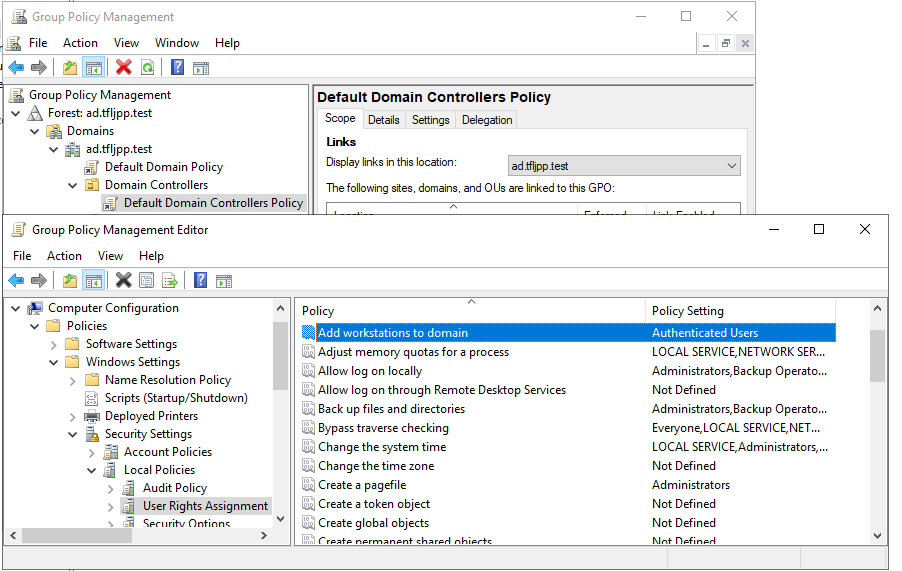 Group Policy Management
File Action View Window Help
Group Policy Management
Forest: ad.tfljpp.test
Domains
ad.tfljpp.test
Default Domain Policy
Domain Controllers
Default Domain Controllers Policy
Default Domain Controllers Policy
Scope Details Settings Delegation
Links
Display links in this location: ad.tfljpp.test
The following sites, domains, and OUs are linked to this GPO:
Location Enforced Link Enabled
Group Policy Management Editor
File Action View Help
Computer Configuration
Policies
Software Settings
Windows Settings
Name Resolution Policy
Scripts (Startup/Shutdown)
Deployed Printers
Security Settings
Account Policies
Local Policies
Audit Policy
User Rights Assignment
Security Options
Policy Policy Setting
Add workstations to domain Authenticated Users
Adjust memory quotas for a process LOCAL SERVICE,NETWORK SER...
Allow log on locally Administrators,Backup Operato...
Allow log on through Remote Desktop Services Not Defined
Back up files and directories Administrators,Backup Operato...
Bypass traverse checking Everyone,LOCAL SERVICE,NET...
Change the system time LOCAL SERVICE,Administrators,...
Change the time zone Not Defined
Create a pagefile Administrators
Create a token object Not Defined
Create global objects Not Defined
Create permanent shared objects Not Defined